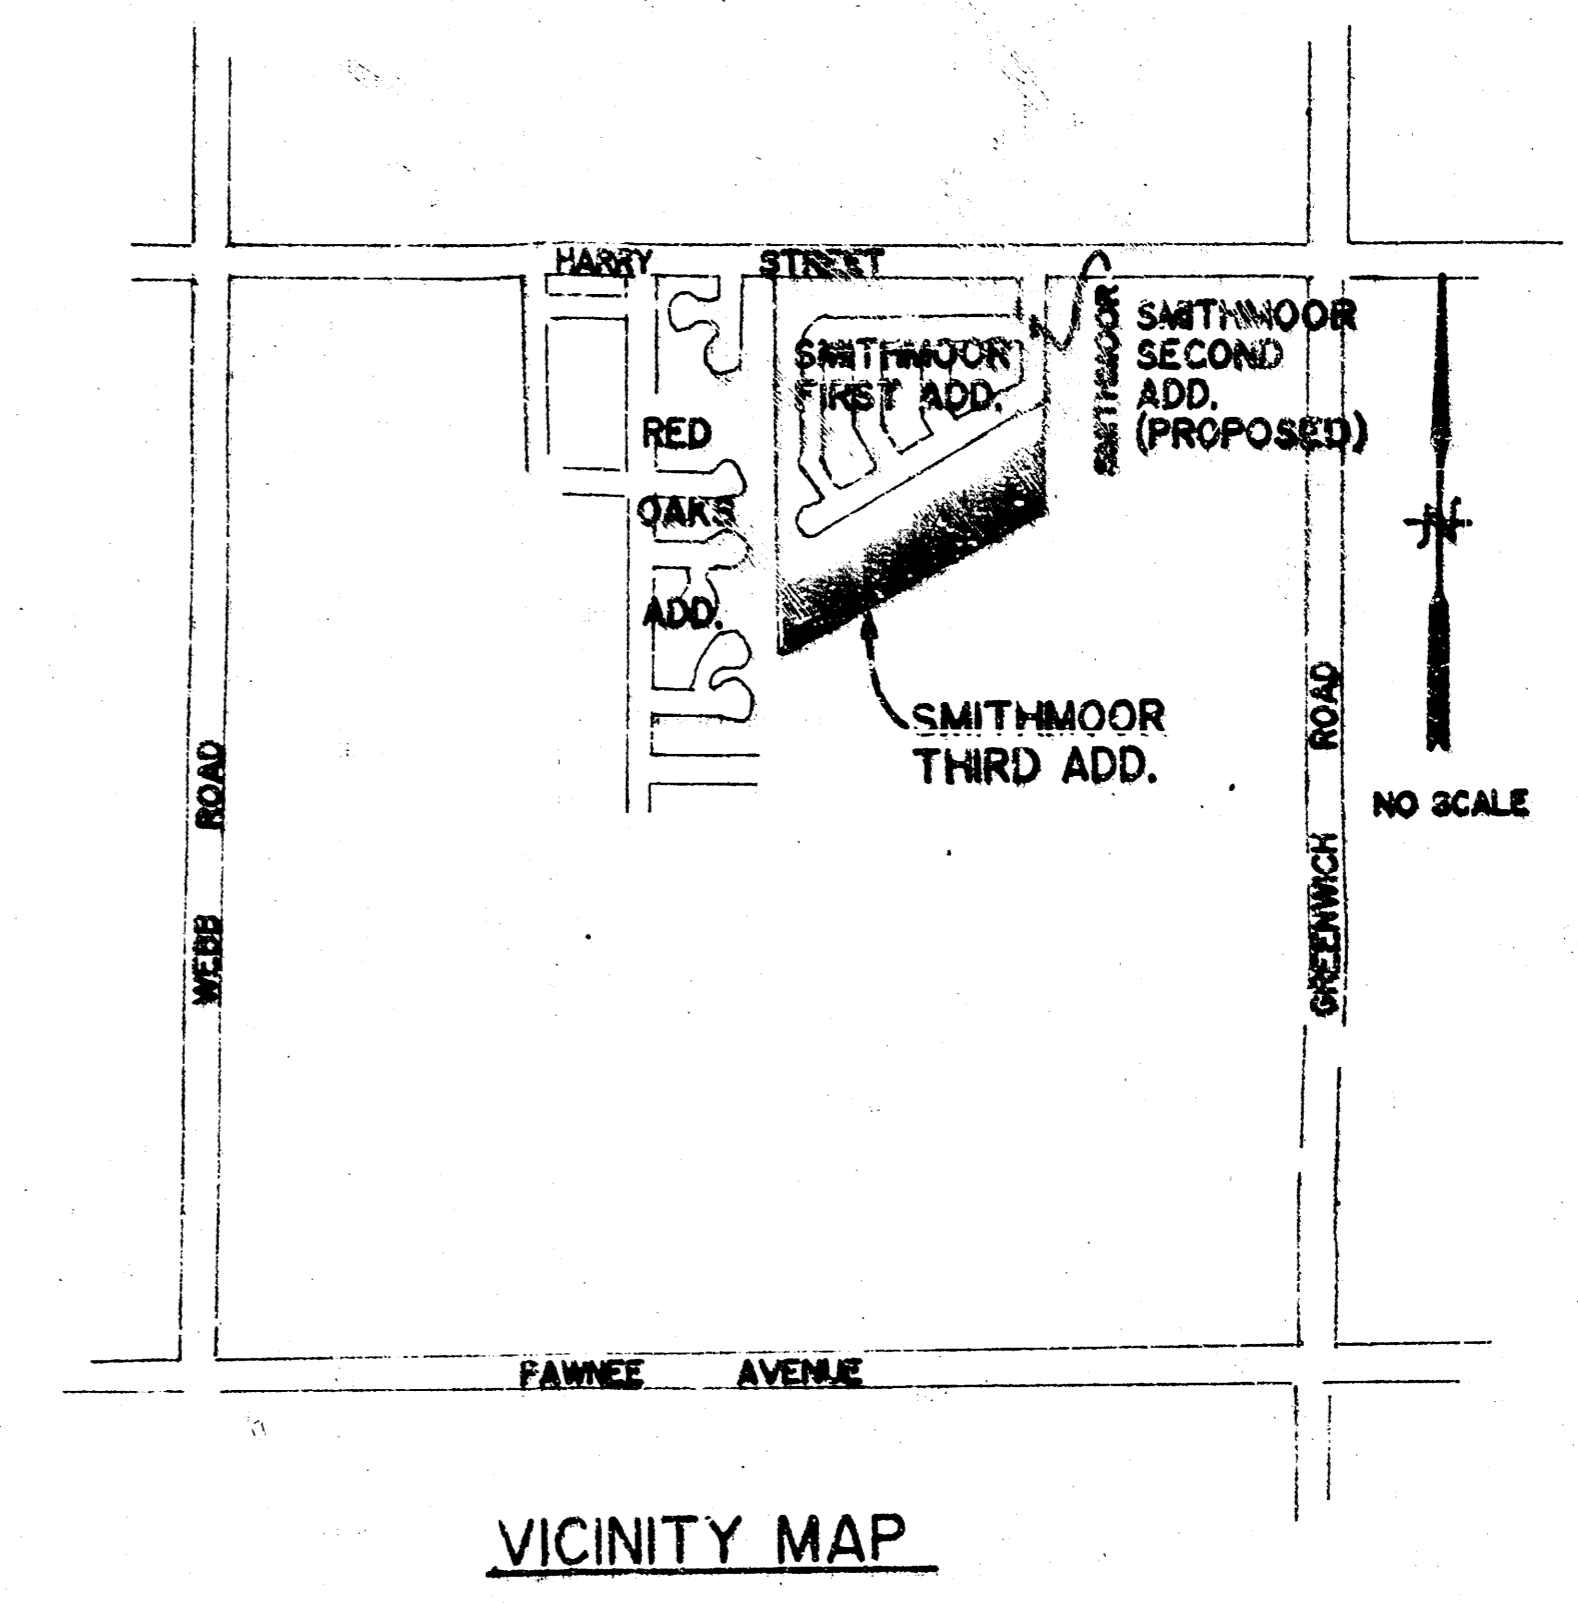 HARRY STREET
SMITHMOOR
FIRST ADD.
SMITHMOOR
SMITHMOOR
SECOND
ADD.
(PROPOSED)
RED
OAKS
ADD.
N
SMITHMOOR
THIRD ADD.
NO SCALE
WEBB ROAD
GREENWICH ROAD
PAWNEE AVENUE
VICINITY MAP